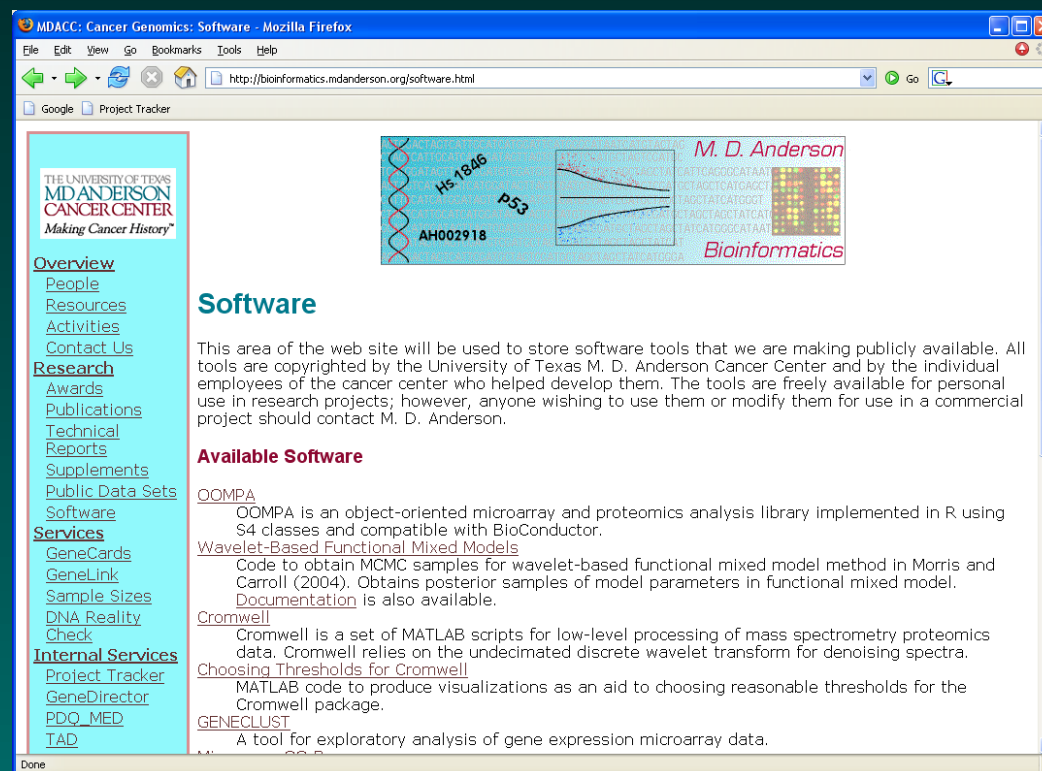 MDACC: Cancer Genomics: Software - Mozilla Firefox
File Edit View Go Bookmarks Tools Help
http://bioinformatics.mdanderson.org/software.html
Go
G
Google Project Tracker
THE UNIVERSITY OF TEXAS
MD ANDERSON
CANCER CENTER
Making Cancer History™
Overview
People
Resources
Activities
Contact Us
Research
Awards
Publications
Technical
Reports
Supplements
Public Data Sets
Software
Services
GeneCards
GeneLink
Sample Sizes
DNA Reality
Check
Internal Services
Project Tracker
GeneDirector
PDQ_MED
TAD
Hs.1846
p53
AH002918
M. D. Anderson
Bioinformatics
Software
This area of the web site will be used to store software tools that we are making publicly available. All
tools are copyrighted by the University of Texas M. D. Anderson Cancer Center and by the individual
employees of the cancer center who helped develop them. The tools are freely available for personal
use in research projects; however, anyone wishing to use them or modify them for use in a commercial
project should contact M. D. Anderson.
Available Software
OOMPA
OOMPA is an object-oriented microarray and proteomics analysis library implemented in R using
S4 classes and compatible with BioConductor.
Wavelet-Based Functional Mixed Models
Code to obtain MCMC samples for wavelet-based functional mixed model method in Morris and
Carroll (2004). Obtains posterior samples of model parameters in functional mixed model.
Documentation is also available.
Cromwell
Cromwell is a set of MATLAB scripts for low-level processing of mass spectrometry proteomics
data. Cromwell relies on the undecimated discrete wavelet transform for denoising spectra.
Choosing Thresholds for Cromwell
MATLAB code to produce visualizations as an aid to choosing reasonable thresholds for the
Cromwell package.
GENECLUST
A tool for exploratory analysis of gene expression microarray data.
Done